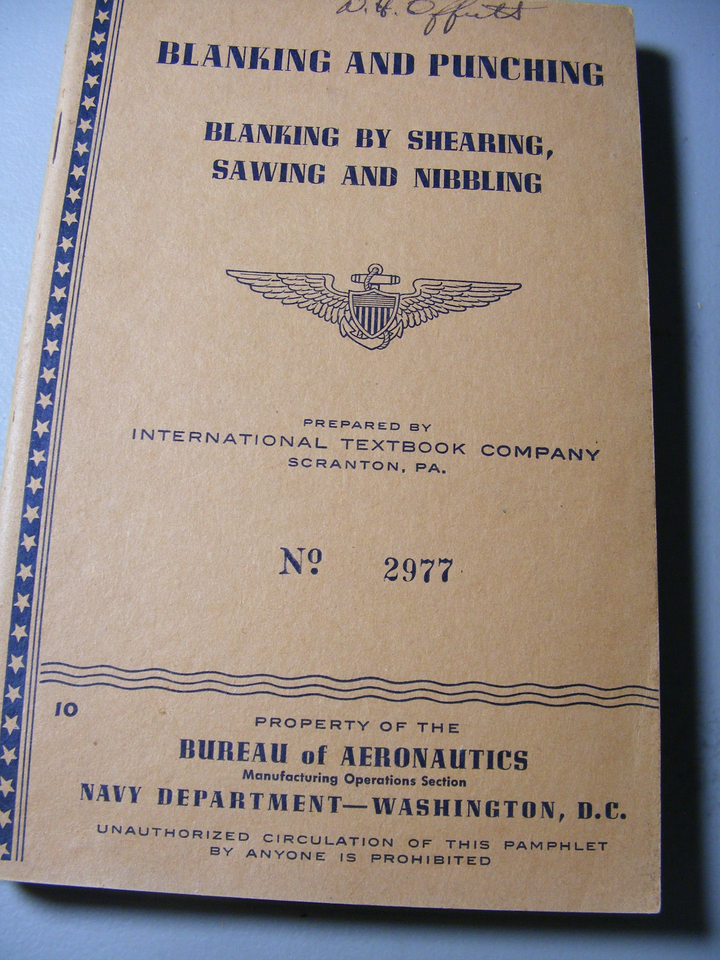 D. H. Offutt
BLANKING AND PUNCHING
BLANKING BY SHEARING,
SAWING AND NIBBLING
PREPARED BY
INTERNATIONAL TEXTBOOK COMPANY
SCRANTON, PA.
Nº 2977
10
PROPERTY OF THE
BUREAU of AERONAUTICS
Manufacturing Operations Section
NAVY DEPARTMENT—WASHINGTON, D.C.
UNAUTHORIZED CIRCULATION OF THIS PAMPHLET
BY ANYONE IS PROHIBITED